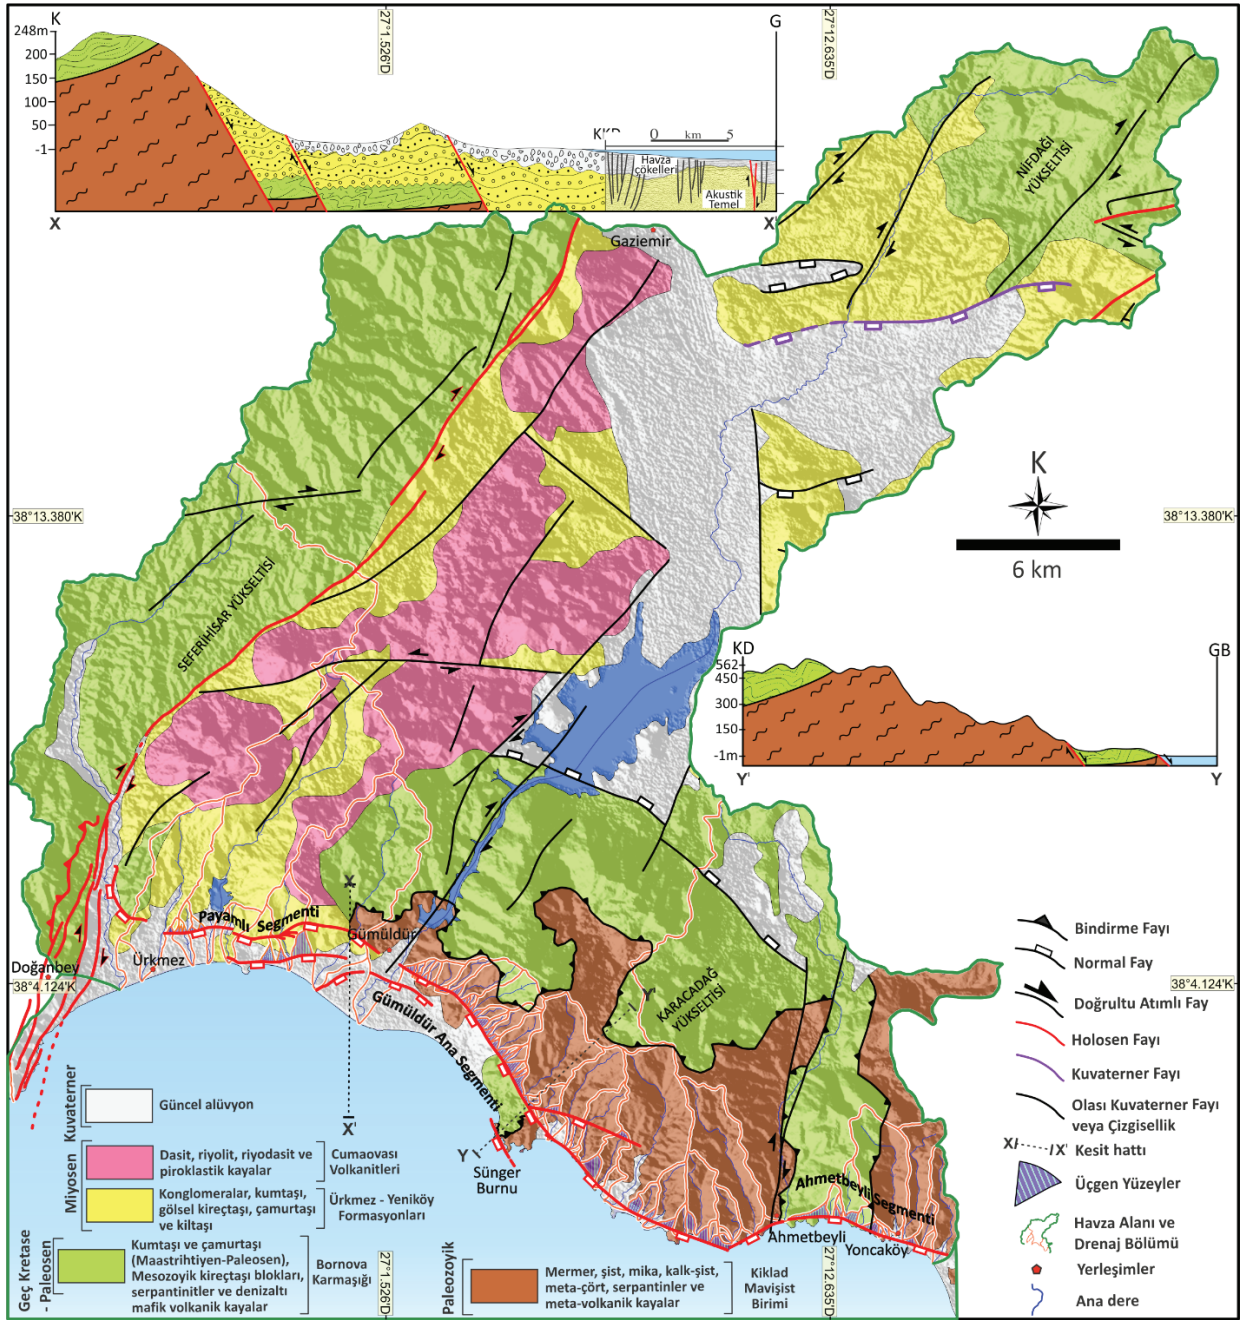 K
G
248m
200
150
100
50
-1
X
X'
0 km 5
Havza
çökelleri
Akustik
Temel
27°1.526'D
27°12.635'D
Gaziemir
NİFDAĞI
YÜKSELTİSİ
38°13.380'K
38°13.380'K
K
6 km
SEFERİHİSAR YÜKSELTİSİ
KD
GB
562
450
300
150
-1m
Y'
Y
X
Payamlı Segmenti
Gümüldür
Ürkmez
Doğanbey
38°4.124'K
38°4.124'K
Gümüldür Ana Segmenti
Y'
KARACADAĞ
YÜKSELTİSİ
X'
Y
Sünger
Burnu
Ahmetbeyli Segmenti
Ahmetbeyli
Yoncaköy
Bindirme Fayı
Normal Fay
Doğrultu Atımlı Fay
Holosen Fayı
Kuvaterner Fayı
Olası Kuvaterner Fayı
veya Çizgisellik
X X' Kesit hattı
Üçgen Yüzeyler
Havza Alanı ve
Drenaj Bölümü
Yerleşimler
Ana dere
Kuvaterner
Güncel alüvyon
Miyosen
Dasit, riyolit, riyodasit ve
piroklastik kayalar
Cumaovası
Volkanitleri
Konglomeralar, kumtaşı,
gölsel kireçtaşı, çamurtaşı
ve kiltaşı
Ürkmez - Yeniköy
Formasyonları
Geç Kretase
- Paleosen
Kumtaşı ve çamurtaşı
(Maastrihtiyen-Paleosen),
Mesozoyik kireçtaşı blokları,
serpantinitler ve denizaltı
mafik volkanik kayalar
Bornova
Karmaşığı
Paleozoyik
Mermer, şist, mika, kalk-şist,
meta-çört, serpantinler ve
meta-volkanik kayalar
Kiklad
Mavişist
Birimi
27°1.526'D
27°12.635'D